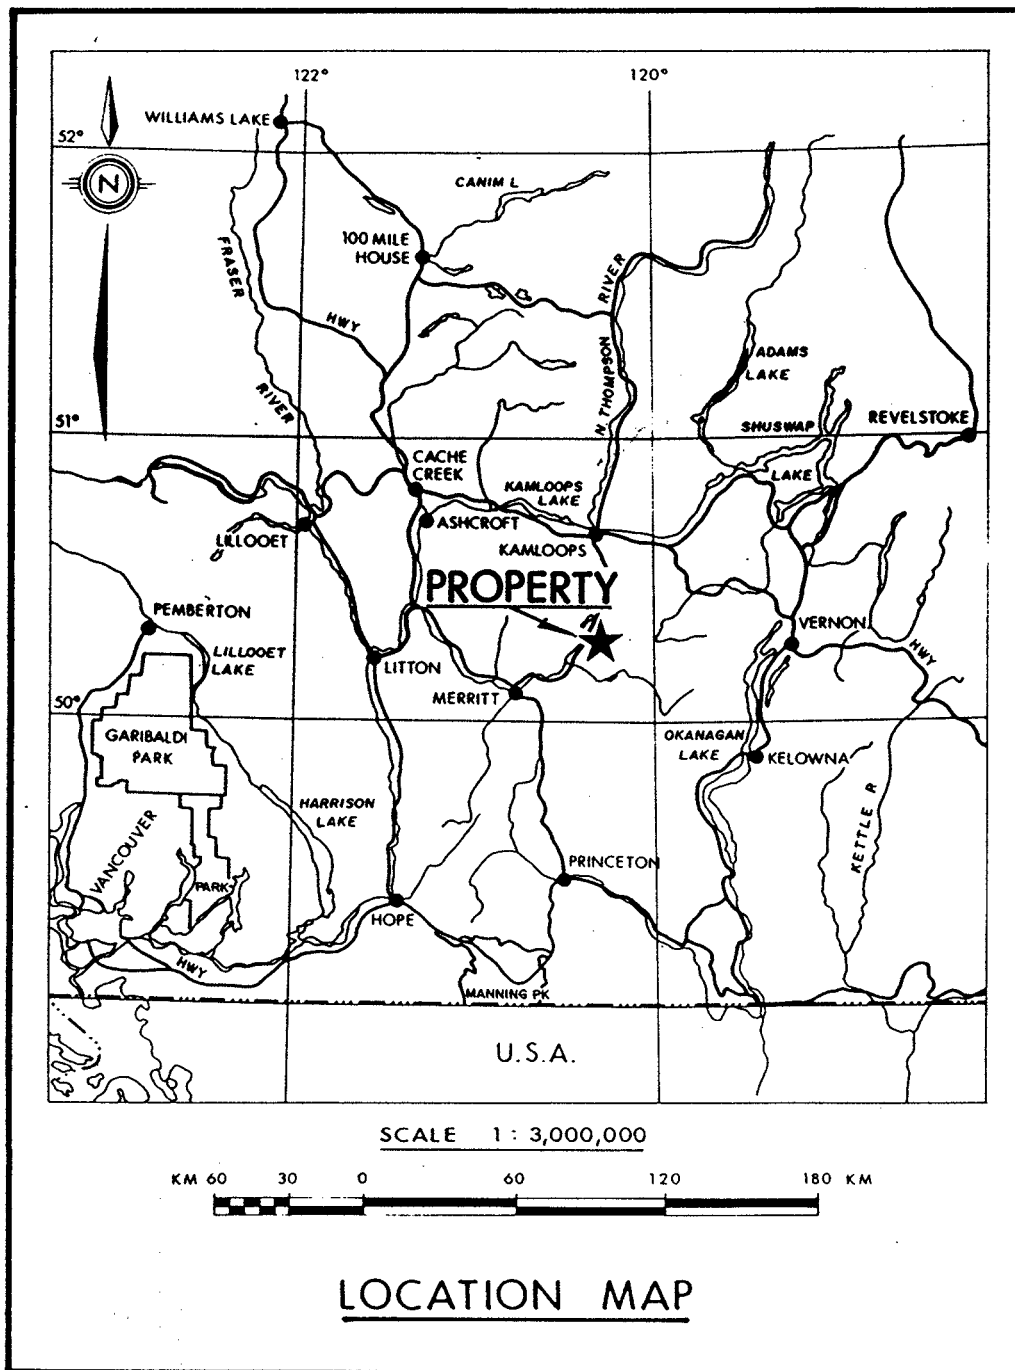 122°
120°
WILLIAMS LAKE
52°
N
CANIM L
100 MILE
HOUSE
FRASER
RIVER
HWY
N. THOMPSON
RIVER
ADAMS
LAKE
51°
SHUSWAP
LAKE
REVELSTOKE
CACHE
CREEK
KAMLOOPS
LAKE
LILLOOET
ASHCROFT
KAMLOOPS
PROPERTY
PEMBERTON
LILLOOET
LAKE
VERNON
HWY
LITTON
MERRITT
50°
GARIBALDI
PARK
OKANAGAN
LAKE
KELOWNA
HARRISON
LAKE
VANCOUVER
KETTLE R
PARK
PRINCETON
HOPE
HWY
MANNING PK
U.S.A.
SCALE 1 : 3,000,000
KM 60 30 0 60 120 180 KM
LOCATION MAP